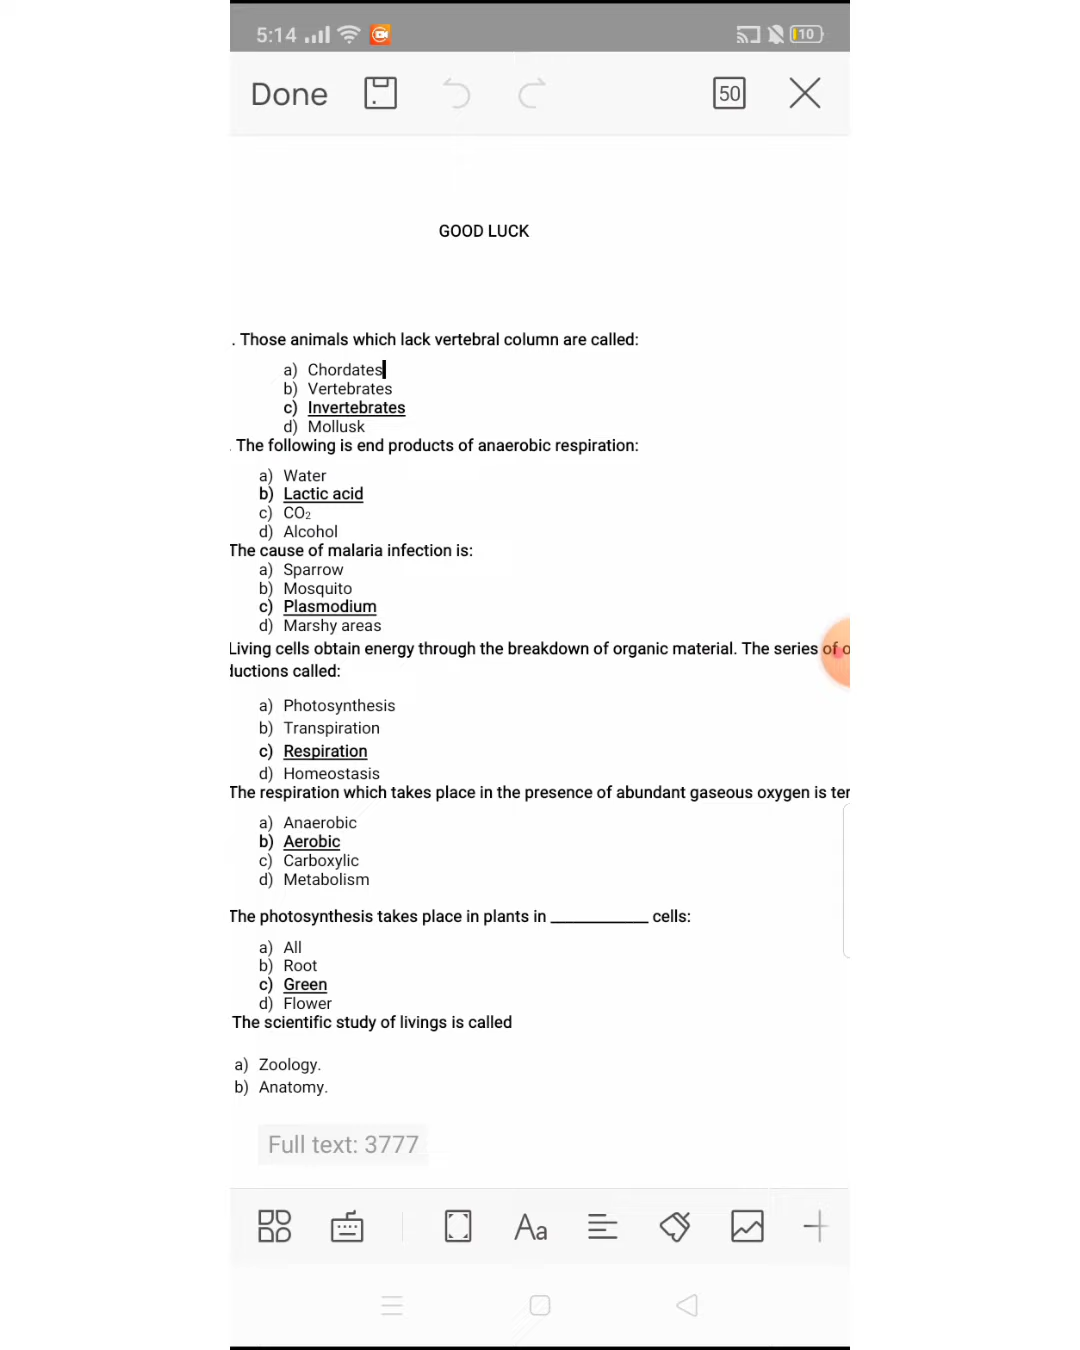 5:14
10
Done
50
GOOD LUCK
. Those animals which lack vertebral column are called:
a) Chordates
b) Vertebrates
c) Invertebrates
d) Mollusk
. The following is end products of anaerobic respiration:
a) Water
b) Lactic acid
c) CO₂
d) Alcohol
The cause of malaria infection is:
a) Sparrow
b) Mosquito
c) Plasmodium
d) Marshy areas
Living cells obtain energy through the breakdown of organic material. The series of o
ductions called:
a) Photosynthesis
b) Transpiration
c) Respiration
d) Homeostasis
The respiration which takes place in the presence of abundant gaseous oxygen is ter
a) Anaerobic
b) Aerobic
c) Carboxylic
d) Metabolism
The photosynthesis takes place in plants in ____________ cells:
a) All
b) Root
c) Green
d) Flower
The scientific study of livings is called
a) Zoology.
b) Anatomy.
Full text: 3777
Aa